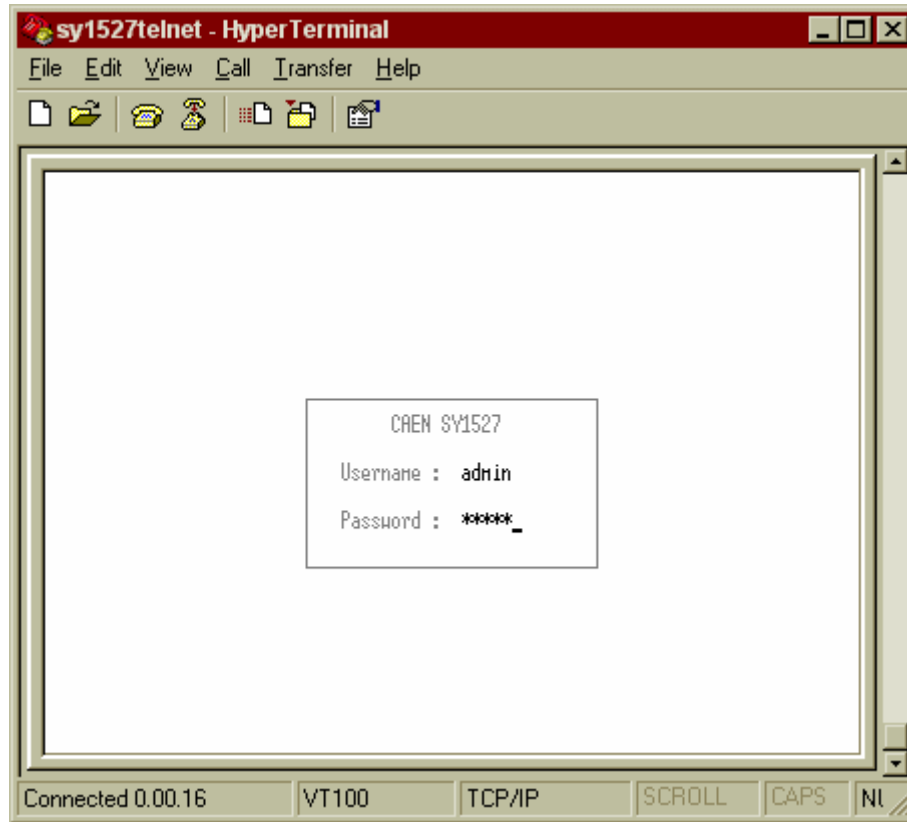 sy1527telnet - HyperTerminal
File Edit View Call Transfer Help
CAEN SY1527
Username : admin
Password : *****_
Connected 0.00.16 VT100 TCP/IP SCROLL CAPS NU